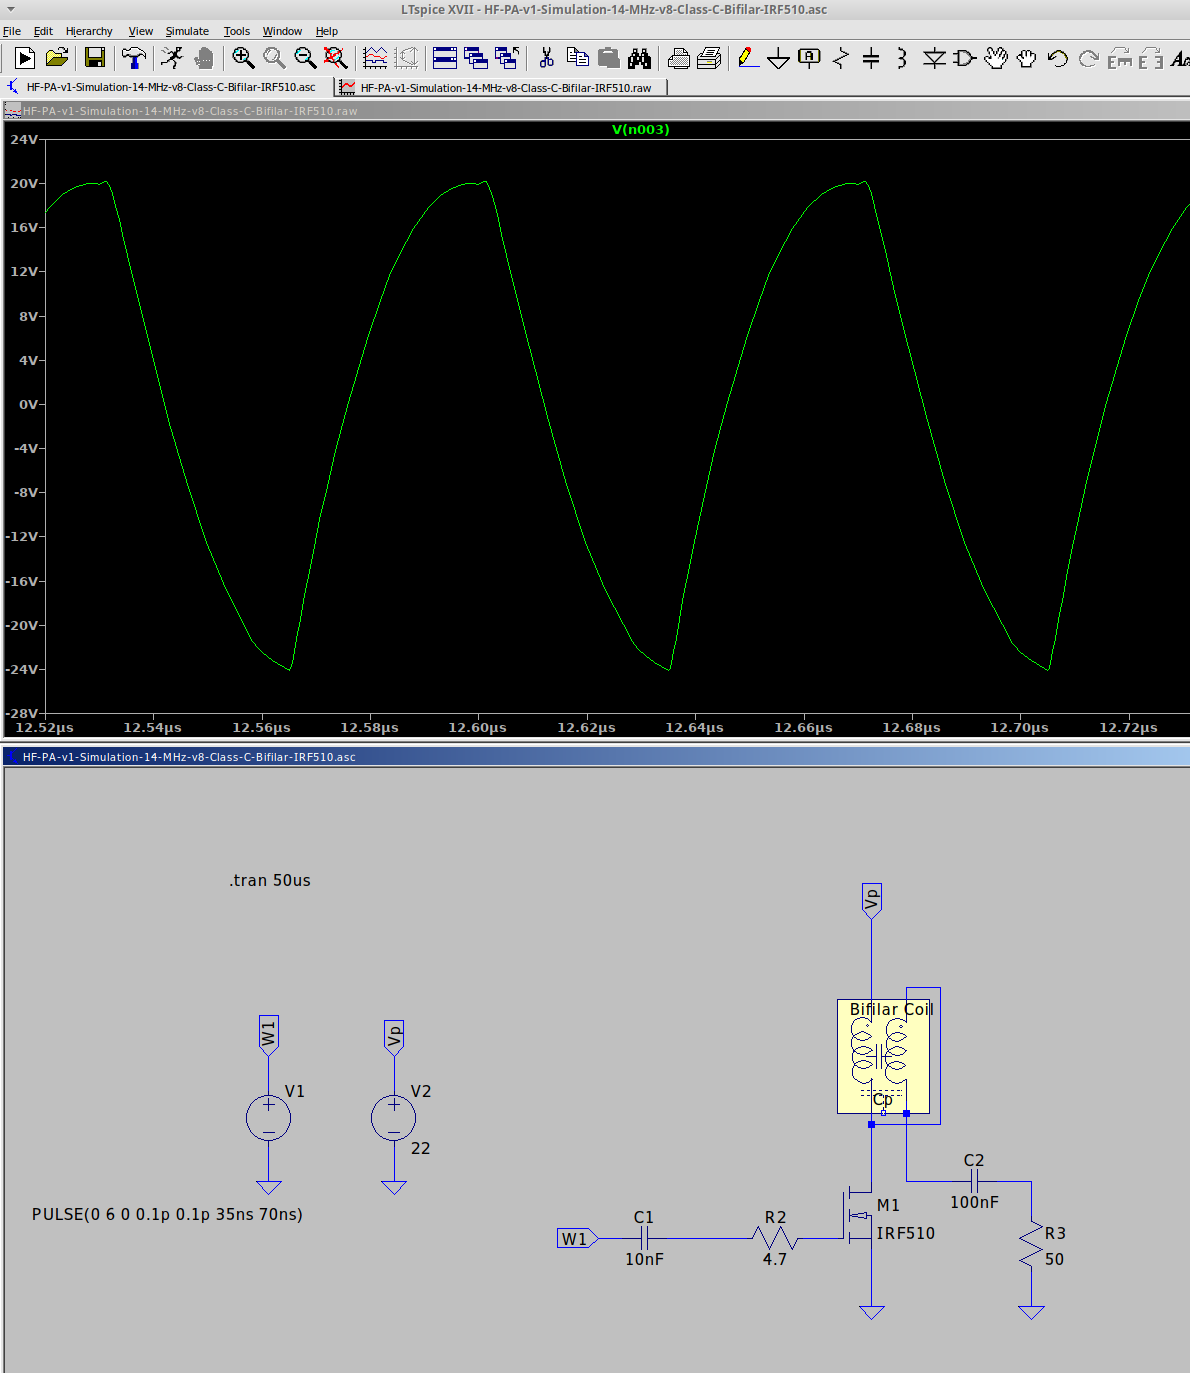 LTspice XVII - HF-PA-v1-Simulation-14-MHz-v8-Class-C-Bifilar-IRF510.asc
File Edit Hierarchy View Simulate Tools Window Help
HF-PA-v1-Simulation-14-MHz-v8-Class-C-Bifilar-IRF510.asc HF-PA-v1-Simulation-14-MHz-v8-Class-C-Bifilar-IRF510.raw
HF-PA-v1-Simulation-14-MHz-v8-Class-C-Bifilar-IRF510.raw
V(n003)
24V
20V
16V
12V
8V
4V
0V
-4V
-8V
-12V
-16V
-20V
-24V
-28V
12.52µs 12.54µs 12.56µs 12.58µs 12.60µs 12.62µs 12.64µs 12.66µs 12.68µs 12.70µs 12.72µs
HF-PA-v1-Simulation-14-MHz-v8-Class-C-Bifilar-IRF510.asc
.tran 50us
Vp
Bifilar Coil
Cp
W1
V1
Vp
V2
22
PULSE(0 6 0 0.1p 0.1p 35ns 70ns)
W1
C1
10nF
R2
4.7
M1
IRF510
C2
100nF
R3
50